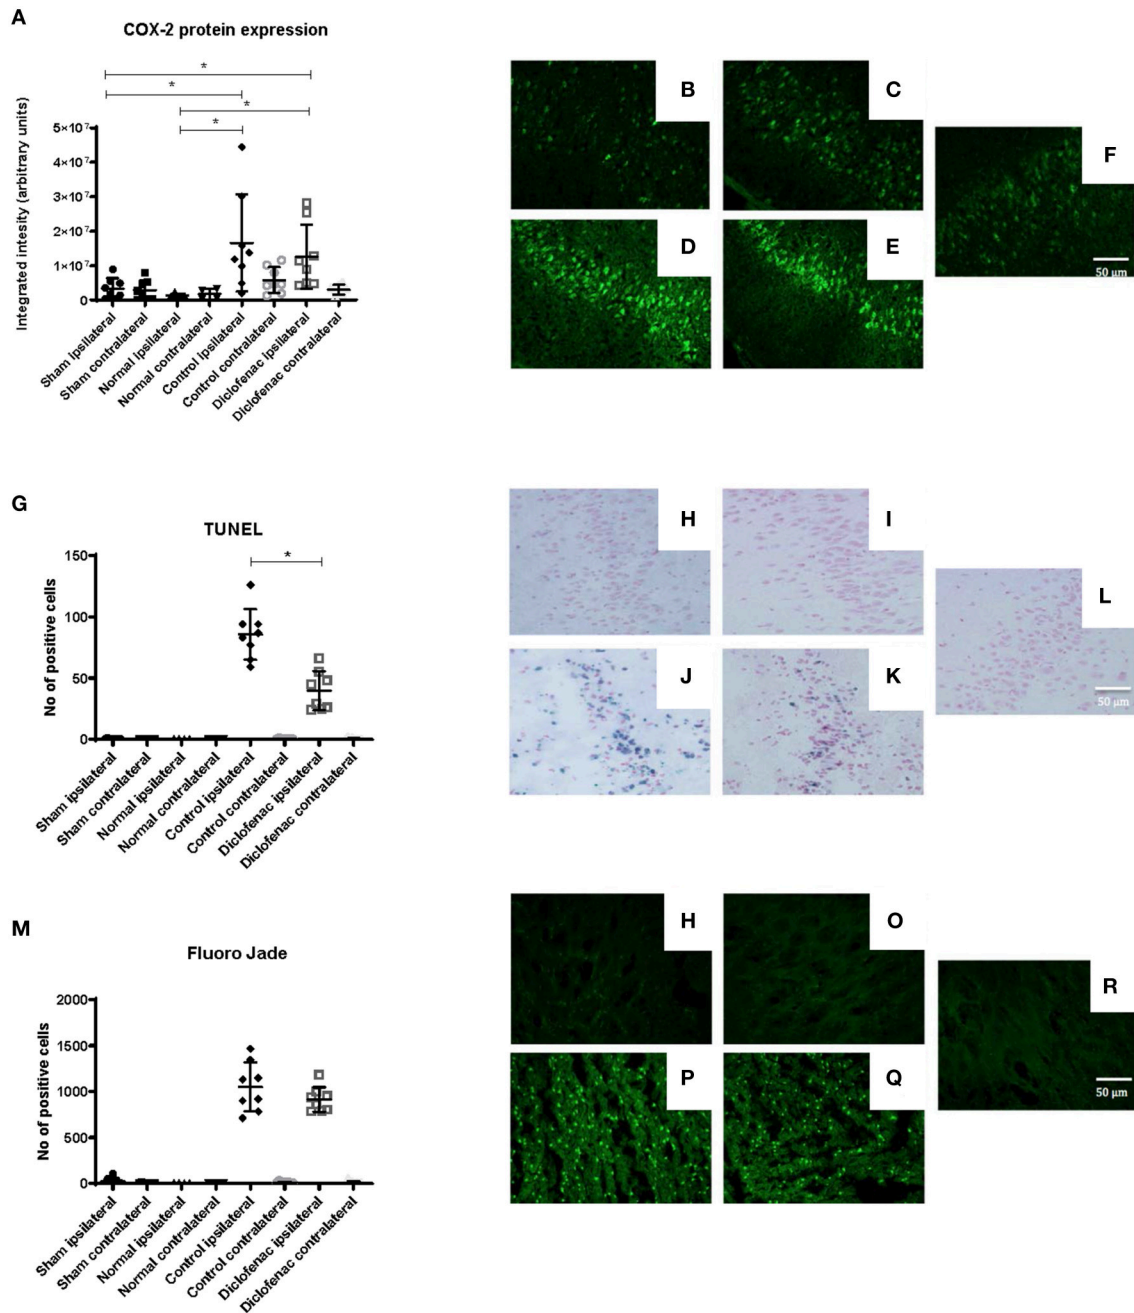 A
COX-2 protein expression
*
*
*
*
Integrated intesity (arbitrary units)
5×10⁷
4×10⁷
3×10⁷
2×10⁷
1×10⁷
0
Sham ipsilateral
Sham contralateral
Normal ipsilateral
Normal contralateral
Control ipsilateral
Control contralateral
Diclofenac ipsilateral
Diclofenac contralateral
B
C
D
E
F
50 µm
G
TUNEL
*
No of positive cells
150
100
50
0
Sham ipsilateral
Sham contralateral
Normal ipsilateral
Normal contralateral
Control ipsilateral
Control contralateral
Diclofenac ipsilateral
Diclofenac contralateral
H
I
J
K
L
50 µm
M
Fluoro Jade
No of positive cells
2000
1500
1000
500
0
Sham ipsilateral
Sham contralateral
Normal ipsilateral
Normal contralateral
Control ipsilateral
Control contralateral
Diclofenac ipsilateral
Diclofenac contralateral
H
O
P
Q
R
50 µm